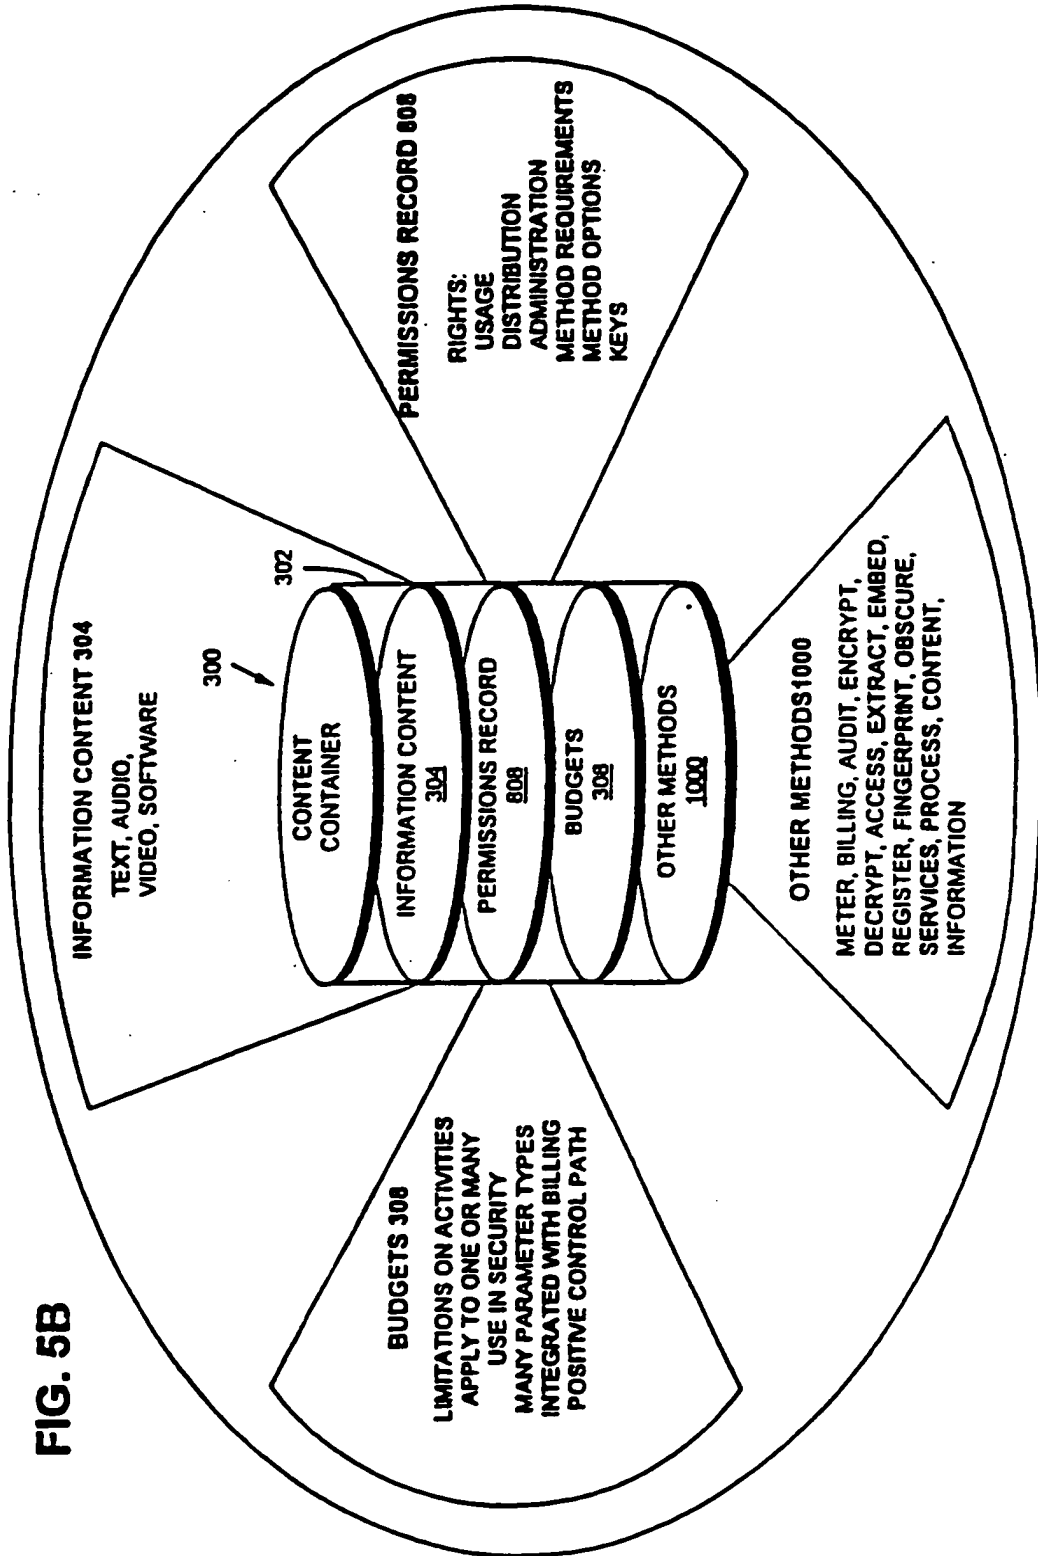 FIG. 5B
INFORMATION CONTENT 304
TEXT, AUDIO,
VIDEO, SOFTWARE
300
302
CONTENT
CONTAINER
INFORMATION CONTENT
304
PERMISSIONS RECORD
808
BUDGETS
308
OTHER METHODS
1000
BUDGETS 308
LIMITATIONS ON ACTIVITIES
APPLY TO ONE OR MANY
USE IN SECURITY
MANY PARAMETER TYPES
INTEGRATED WITH BILLING
POSITIVE CONTROL PATH
PERMISSIONS RECORD 808
RIGHTS:
USAGE
DISTRIBUTION
ADMINISTRATION
METHOD REQUIREMENTS
METHOD OPTIONS
KEYS
OTHER METHODS1000
METER, BILLING, AUDIT, ENCRYPT,
DECRYPT, ACCESS, EXTRACT, EMBED,
REGISTER, FINGERPRINT, OBSCURE,
SERVICES, PROCESS, CONTENT,
INFORMATION